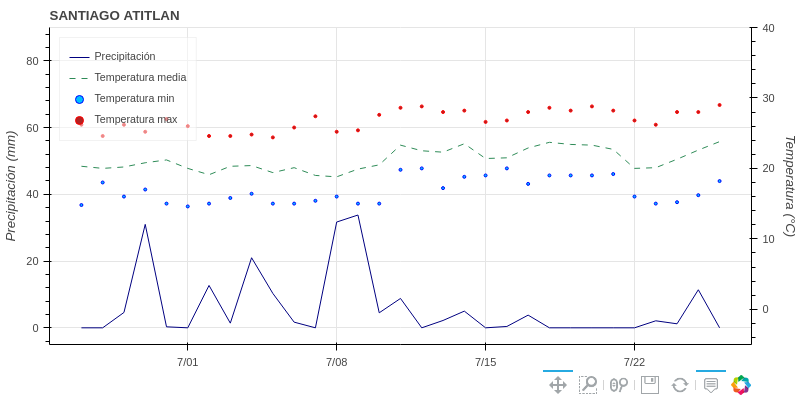 SANTIAGO ATITLAN
Precipitación
Temperatura media
Temperatura min
Temperatura max
Precipitación (mm)
80
60
40
20
0
40
30
20
10
0
Temperatura (°C)
7/01
7/08
7/15
7/22